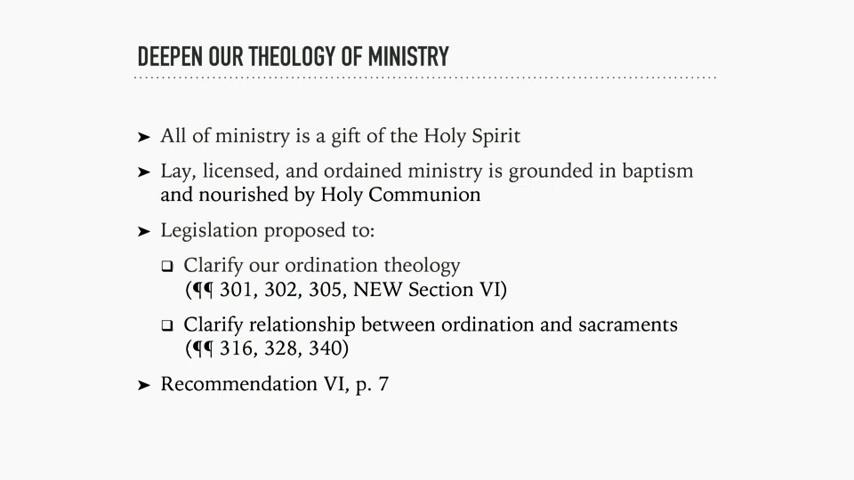 DEEPEN OUR THEOLOGY OF MINISTRY
➤ All of ministry is a gift of the Holy Spirit
➤ Lay, licensed, and ordained ministry is grounded in baptism
and nourished by Holy Communion
➤ Legislation proposed to:
❑ Clarify our ordination theology
(¶¶ 301, 302, 305, NEW Section VI)
❑ Clarify relationship between ordination and sacraments
(¶¶ 316, 328, 340)
➤ Recommendation VI, p. 7